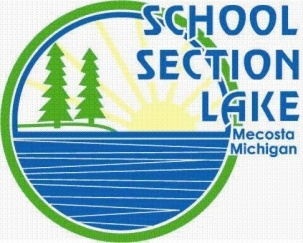 SCHOOL
SECTION
LAKE
Mecosta
Michigan